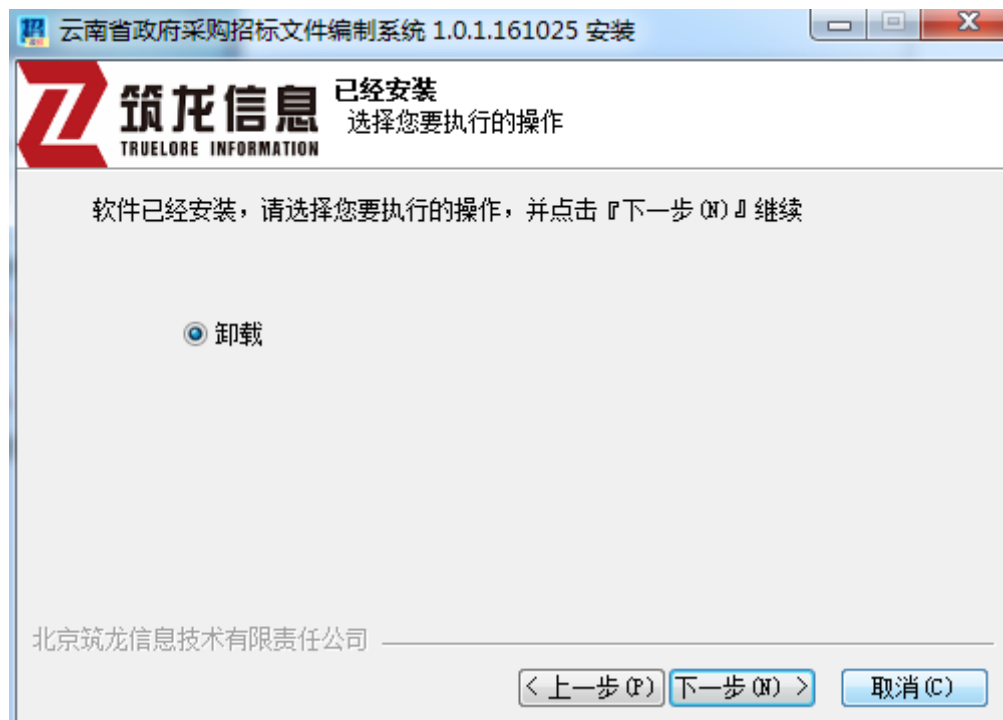 云南省政府采购招标文件编制系统 1.0.1.161025 安装
筑龙信息
TRUELORE INFORMATION
已经安装
选择您要执行的操作
软件已经安装，请选择您要执行的操作，并点击『下一步(N)』继续
卸载
北京筑龙信息技术有限责任公司
< 上一步(P) 下一步(N) > 取消(C)